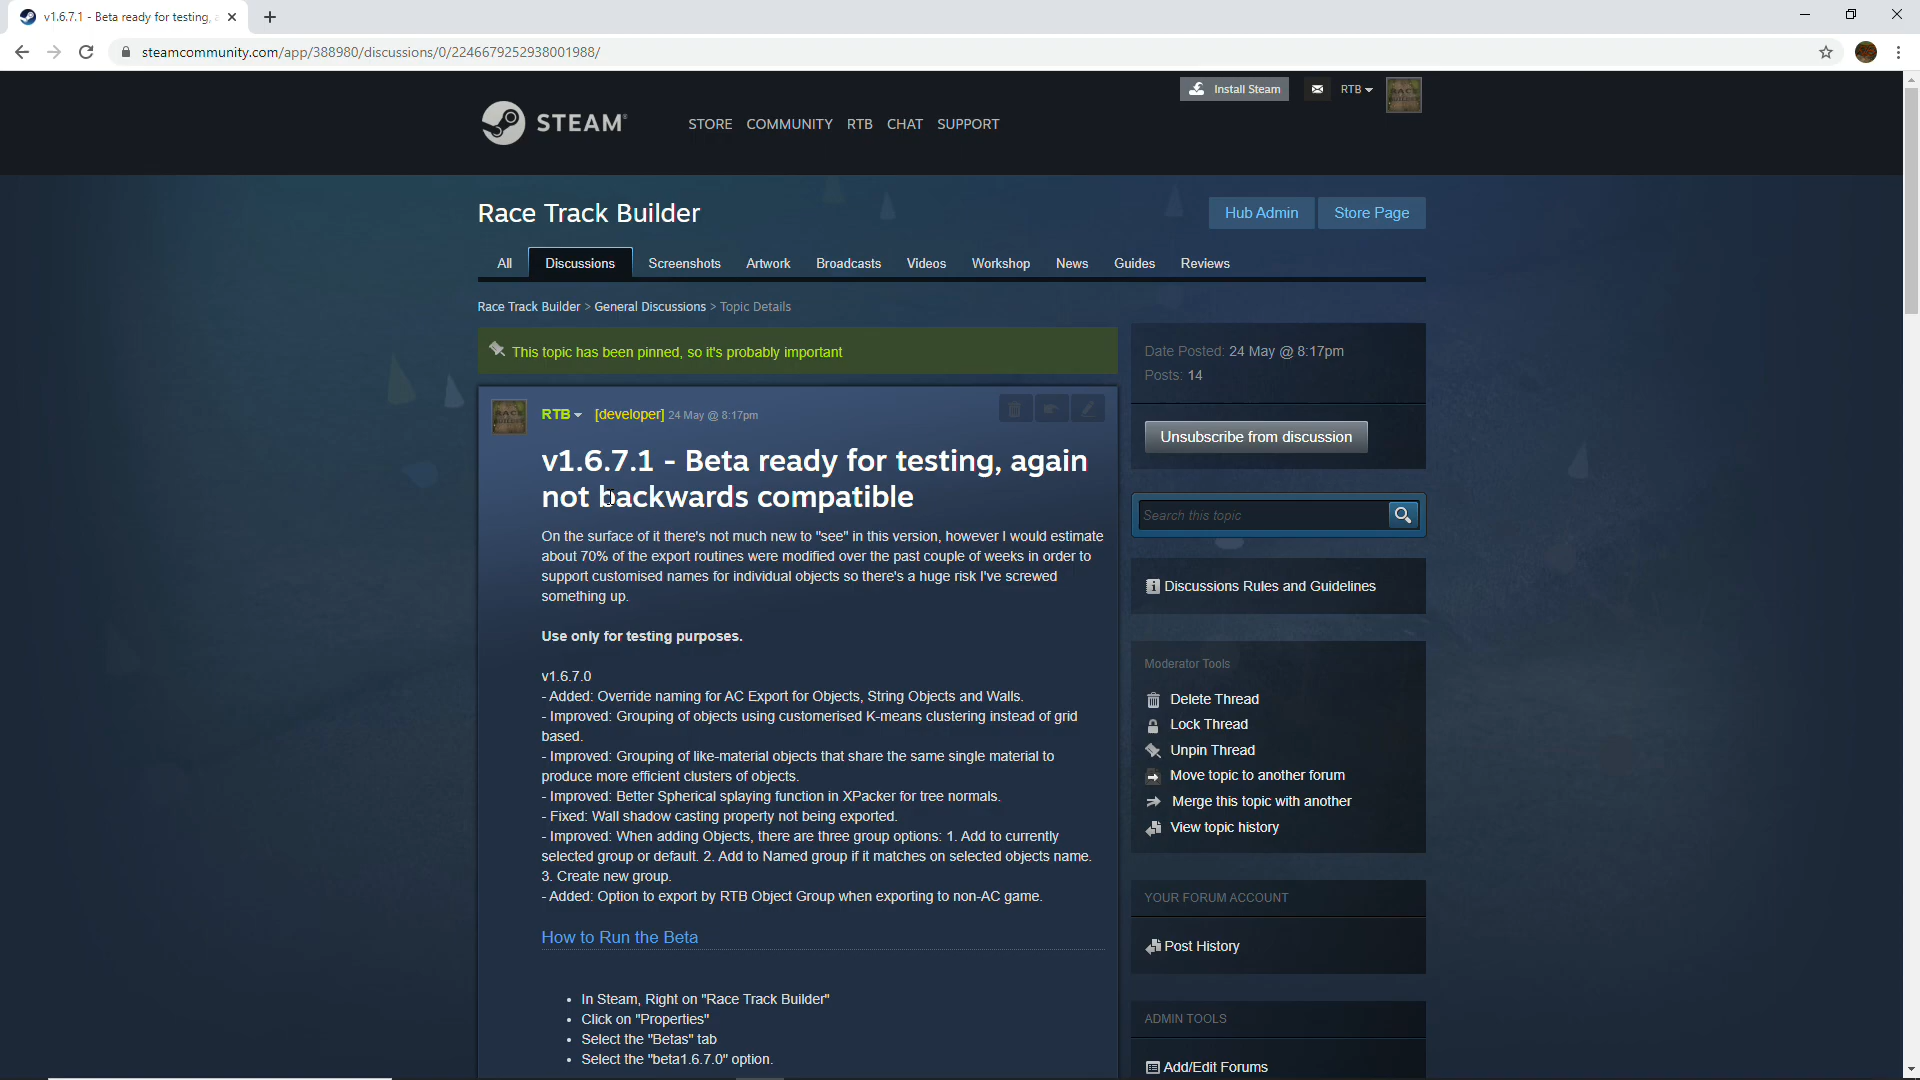 v1.6.7.1 - Beta ready for testing, a
steamcommunity.com/app/388980/discussions/0/2246679252938001988/
Install Steam
RTB
STEAM®
STORE COMMUNITY RTB CHAT SUPPORT
Race Track Builder
Hub Admin
Store Page
All Discussions Screenshots Artwork Broadcasts Videos Workshop News Guides Reviews
Race Track Builder > General Discussions > Topic Details
This topic has been pinned, so it's probably important
RTB [developer] 24 May @ 8:17pm
v1.6.7.1 - Beta ready for testing, again
not backwards compatible
On the surface of it there's not much new to "see" in this version, however I would estimate
about 70% of the export routines were modified over the past couple of weeks in order to
support customised names for individual objects so there's a huge risk I've screwed
something up.
Use only for testing purposes.
v1.6.7.0
- Added: Override naming for AC Export for Objects, String Objects and Walls.
- Improved: Grouping of objects using customerised K-means clustering instead of grid
based.
- Improved: Grouping of like-material objects that share the same single material to
produce more efficient clusters of objects.
- Improved: Better Spherical splaying function in XPacker for tree normals.
- Fixed: Wall shadow casting property not being exported.
- Improved: When adding Objects, there are three group options: 1. Add to currently
selected group or default. 2. Add to Named group if it matches on selected objects name.
3. Create new group.
- Added: Option to export by RTB Object Group when exporting to non-AC game.
How to Run the Beta
• In Steam, Right on "Race Track Builder"
• Click on "Properties"
• Select the "Betas" tab
• Select the "beta1.6.7.0" option.
Date Posted: 24 May @ 8:17pm
Posts: 14
Unsubscribe from discussion
Search this topic
Discussions Rules and Guidelines
Moderator Tools
Delete Thread
Lock Thread
Unpin Thread
Move topic to another forum
Merge this topic with another
View topic history
YOUR FORUM ACCOUNT
Post History
ADMIN TOOLS
Add/Edit Forums